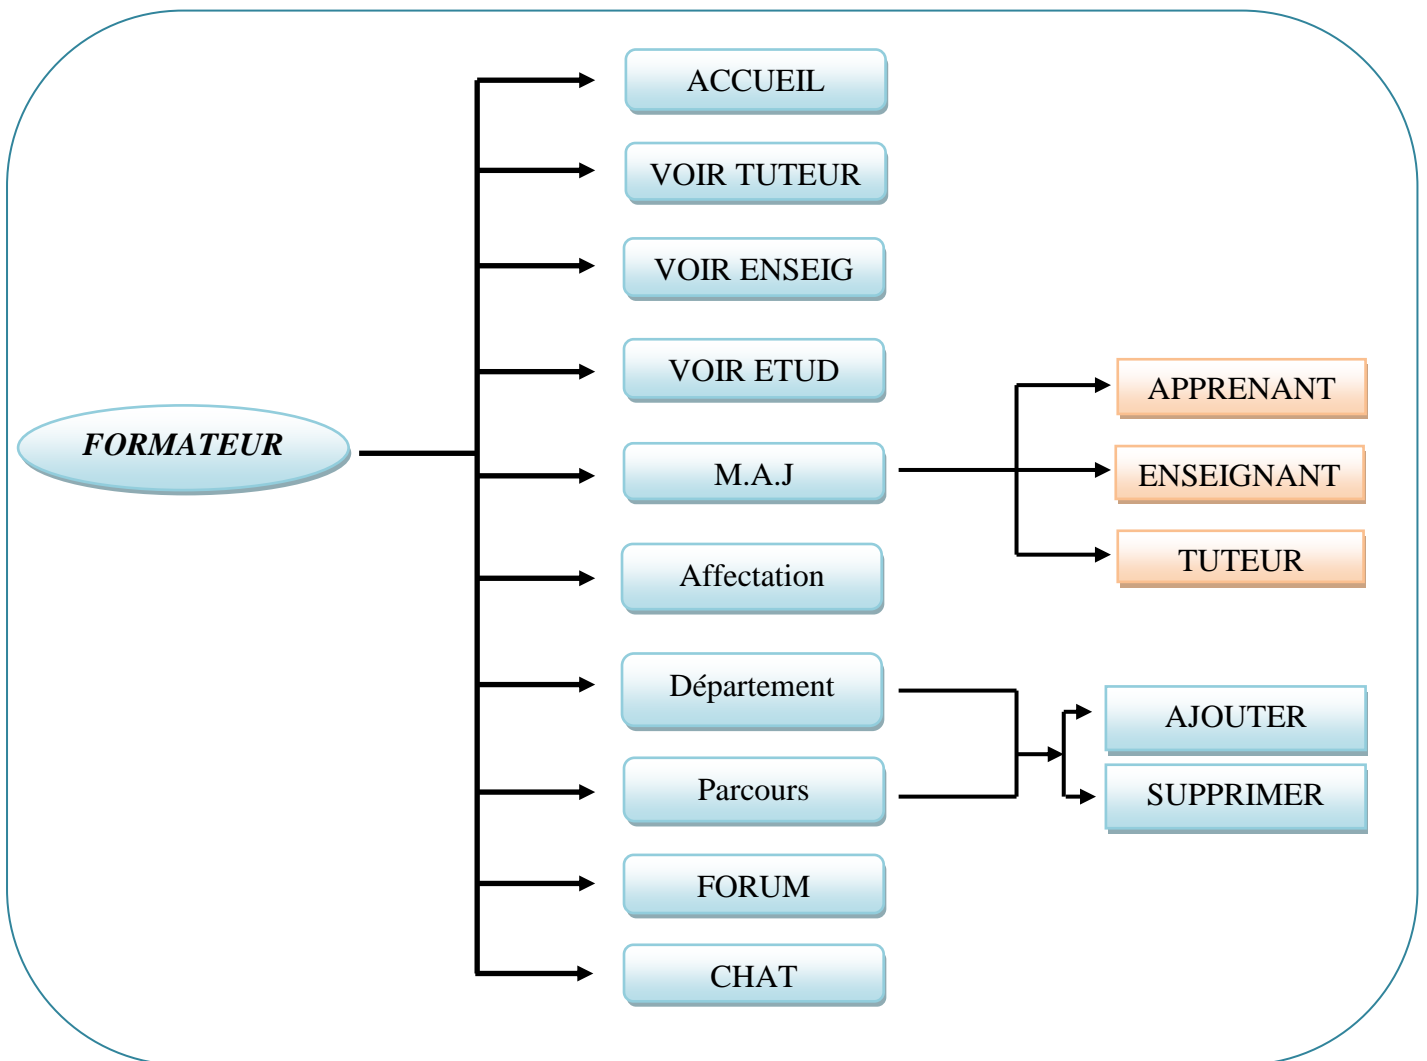 ACCUEIL
VOIR TUTEUR
VOIR ENSEIG
VOIR ETUD
FORMATEUR
M.A.J
Affectation
Département
Parcours
FORUM
CHAT
APPRENANT
ENSEIGNANT
TUTEUR
AJOUTER
SUPPRIMER